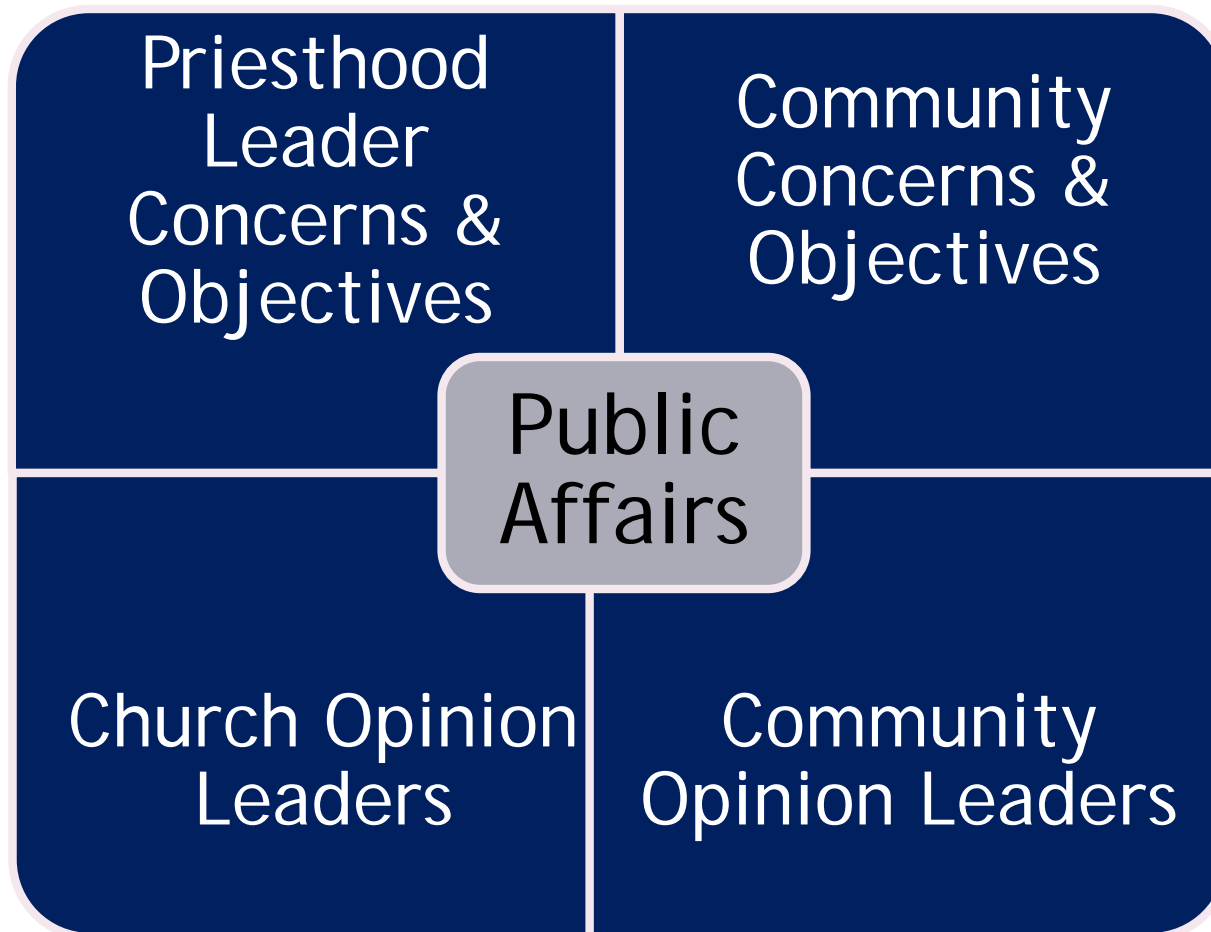 Priesthood
Leader
Concerns &
Objectives
Community
Concerns &
Objectives
Public
Affairs
Church Opinion
Leaders
Community
Opinion Leaders